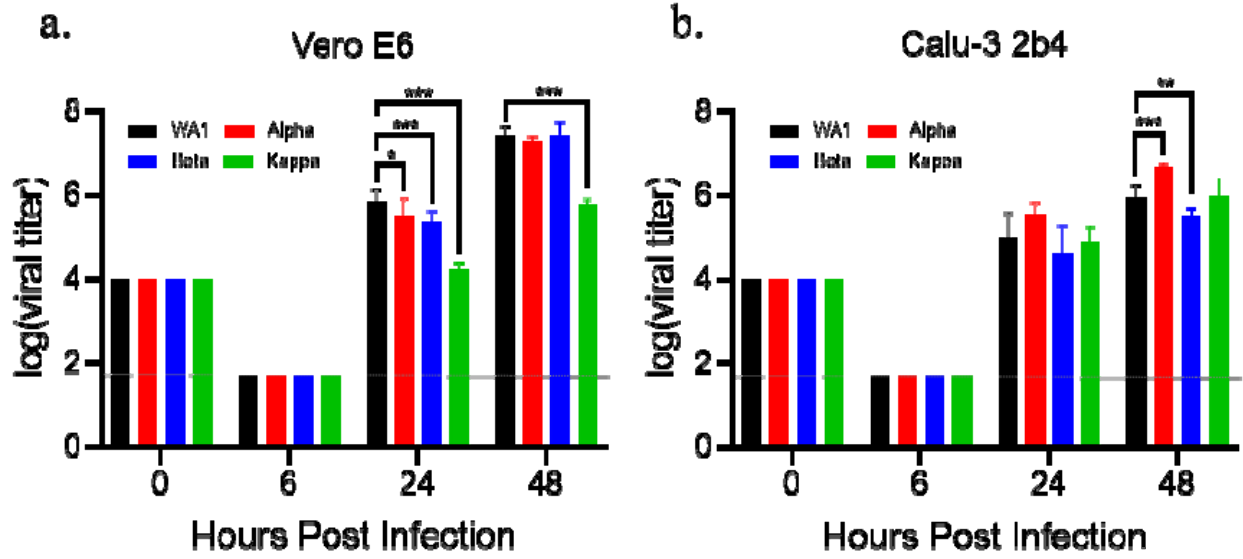 a.
Vero E6
WA1 Alpha
Beta Kappa
*** *** * ***
log(viral titer)
8
6
4
2
0
0 6 24 48
Hours Post Infection
b.
Calu-3 2b4
WA1 Alpha
Beta Kappa
** ***
log(viral titer)
8
6
4
2
0
0 6 24 48
Hours Post Infection